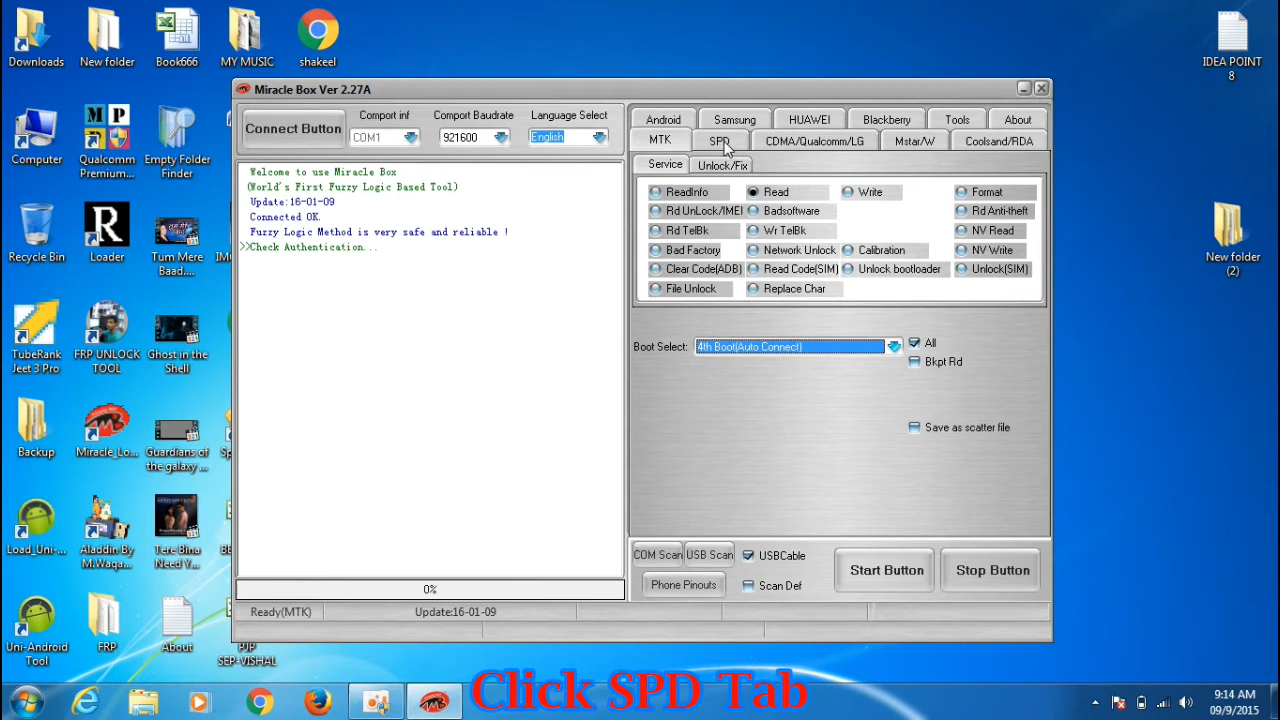 Downloads
New folder
Book666
MY MUSIC
shakeel
IDEA POINT
8
Miracle Box Ver 2.27A
Connect Button
Comport inf
Comport Baudrate
Language Select
COM1
921600
English
Android
Samsung
HUAWEI
Blackberry
Tools
About
MTK
SPD
CDMA/Qualcomm/LG
Mstar/W
Coolsand/RDA
Service
Unlock/Fix
Computer
MP
Qualcomm
Premium...
Empty Folder
Finder
Welcome to use Miracle Box
(World's First Fuzzy Logic Based Tool)
Update:16-01-09
Connected OK.
Fuzzy Logic Method is very safe and reliable !
>>Check Authentication...
ReadInfo
Read
Write
Format
Rd UnLock/IMEI
Badsoftware
Rd Anti-theft
Rd TelBk
Wr TelBk
NV Read
Bad Factory
Network Unlock
Calibration
NV Write
Clear Code(ADB)
Read Code(SIM)
Unlock bootloader
Unlock(SIM)
File Unlock
Replace Char
Recycle Bin
R
Loader
Tum Mere
Baad....
New folder
(2)
Boot Select:
4th Boot(Auto Connect)
All
Bkpt Rd
Save as scatter file
TubeRank
Jeet 3 Pro
FRP UNLOCK
TOOL
Ghost in the
Shell
Backup
Miracle_Lo...
Guardians of
the galaxy ...
Load_Uni-...
Aladdin By
M.Waqa...
Tere Bina
Need Y...
COM Scan
USB Scan
USBCable
Start Button
Stop Button
Phone Pinouts
Scan Def
0%
Ready(MTK)
Update:16-01-09
Uni-Android
Tool
FRP
About
PJP
SEP-VISHAL
Click SPD Tab
9:14 AM
09/9/2015